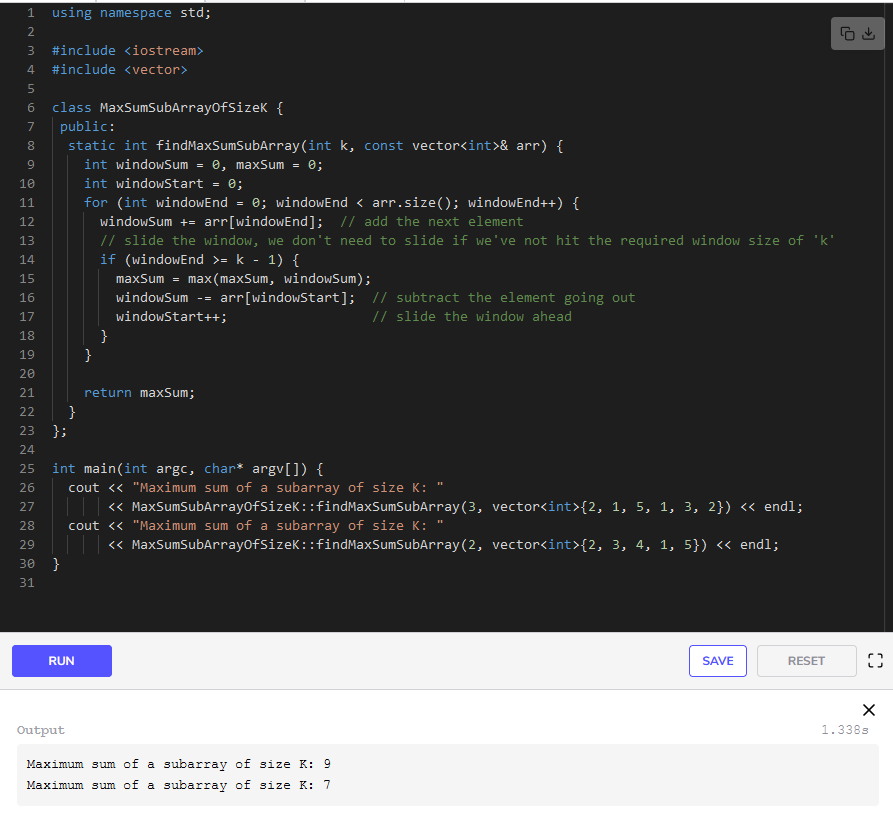 1 using namespace std;
2
3 #include <iostream>
4 #include <vector>
5
6 class MaxSumSubArrayOfSizeK {
7  public:
8   static int findMaxSumSubArray(int k, const vector<int>& arr) {
9     int windowSum = 0, maxSum = 0;
10     int windowStart = 0;
11     for (int windowEnd = 0; windowEnd < arr.size(); windowEnd++) {
12       windowSum += arr[windowEnd];  // add the next element
13       // slide the window, we don't need to slide if we've not hit the required window size of 'k'
14       if (windowEnd >= k - 1) {
15         maxSum = max(maxSum, windowSum);
16         windowSum -= arr[windowStart];  // subtract the element going out
17         windowStart++;                  // slide the window ahead
18       }
19     }
20
21     return maxSum;
22   }
23 };
24
25 int main(int argc, char* argv[]) {
26   cout << "Maximum sum of a subarray of size K: "
27        << MaxSumSubArrayOfSizeK::findMaxSumSubArray(3, vector<int>{2, 1, 5, 1, 3, 2}) << endl;
28   cout << "Maximum sum of a subarray of size K: "
29        << MaxSumSubArrayOfSizeK::findMaxSumSubArray(2, vector<int>{2, 3, 4, 1, 5}) << endl;
30 }
31
RUN SAVE RESET
Output 1.338s
Maximum sum of a subarray of size K: 9
Maximum sum of a subarray of size K: 7